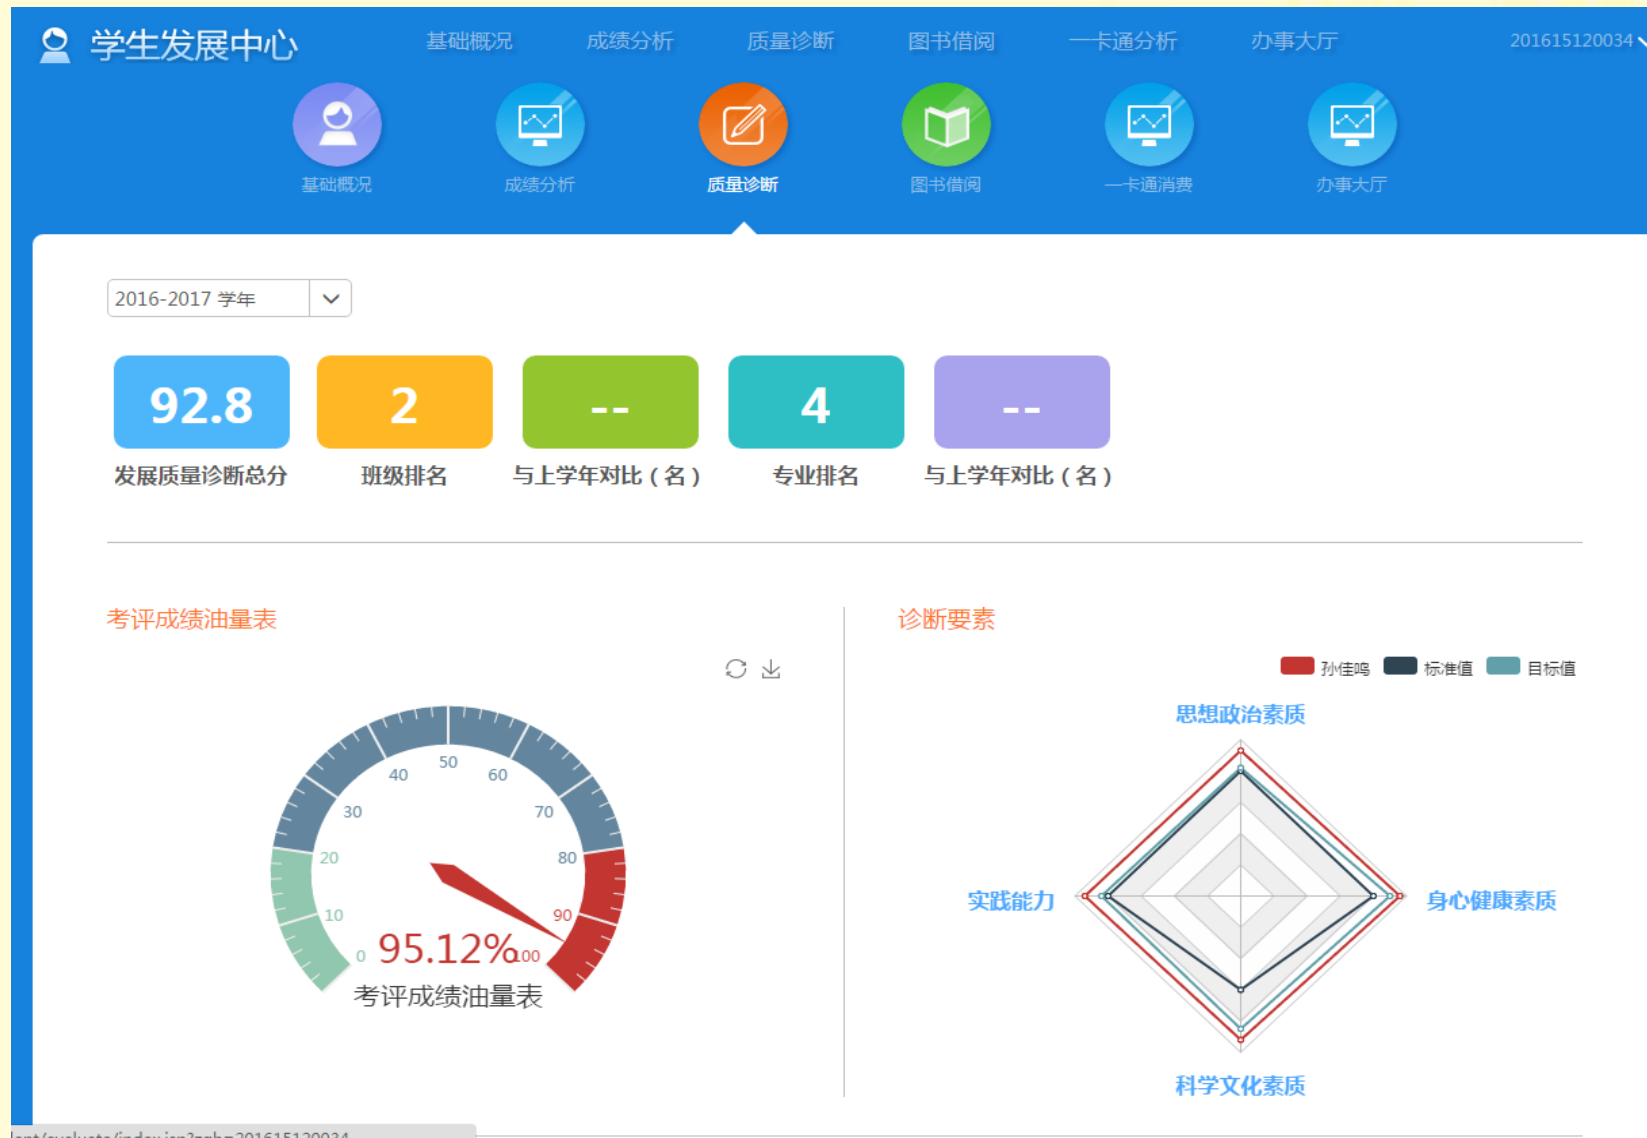 学生发展中心
基础概况 成绩分析 质量诊断 图书借阅 一卡通分析 办事大厅
201615120034
基础概况 成绩分析 质量诊断 图书借阅 一卡通消费 办事大厅
2016-2017 学年
92.8 2 -- 4 --
发展质量诊断总分 班级排名 与上学年对比（名） 专业排名 与上学年对比（名）
考评成绩油量表
诊断要素
孙佳鸣 标准值 目标值
思想政治素质
实践能力
身心健康素质
科学文化素质
0
10
20
30
40
50
60
70
80
90
100
95.12%
考评成绩油量表